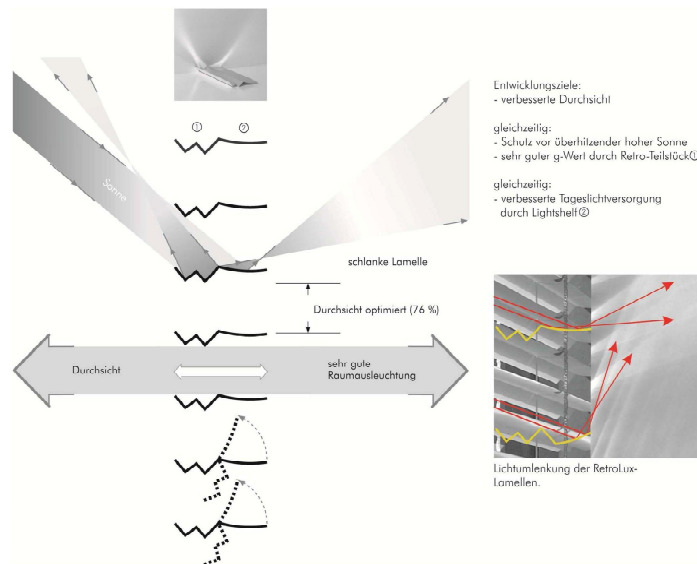 ① ②
Sonne
schlanke Lamelle
Durchsicht optimiert (76 %)
Durchsicht
sehr gute
Raumausleuchtung
Entwicklungsziele:
- verbesserte Durchsicht
gleichzeitig:
- Schutz vor überhitzender hoher Sonne
- sehr guter g-Wert durch Retro-Teilstück①
gleichzeitig:
- verbesserte Tageslichtversorgung
durch Lightshelf②
Lichtumlenkung der RetroLux-
Lamellen.